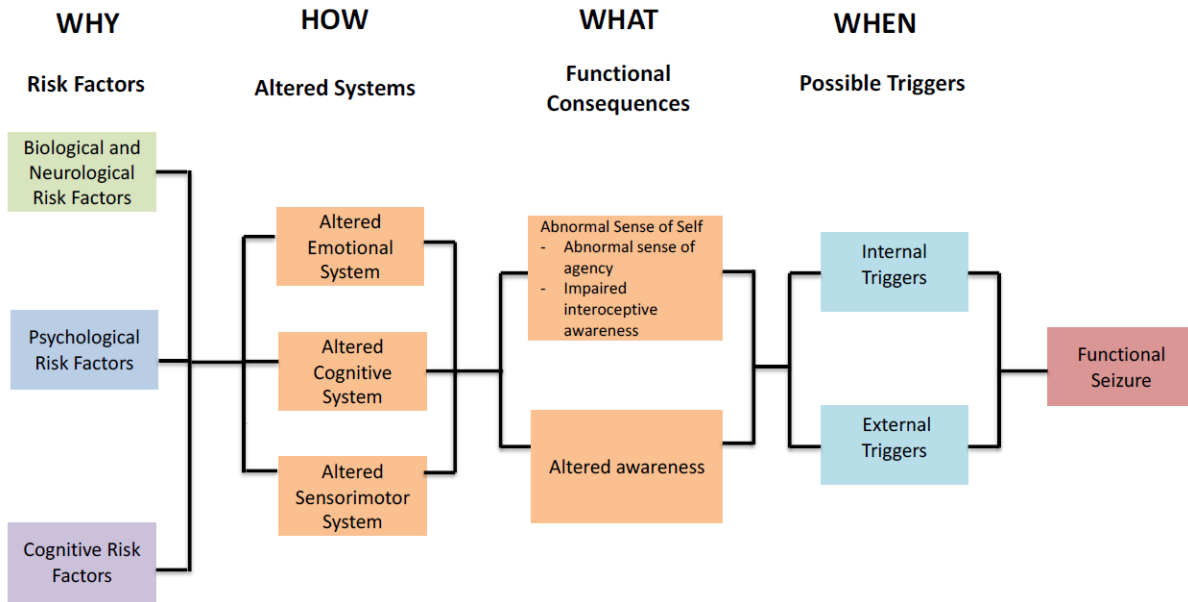 WHY
Risk Factors
Biological and
Neurological
Risk Factors
Psychological
Risk Factors
Cognitive Risk
Factors
HOW
Altered Systems
Altered
Emotional
System
Altered
Cognitive
System
Altered
Sensorimotor
System
WHAT
Functional
Consequences
Abnormal Sense of Self
- Abnormal sense of
agency
- Impaired
interoceptive
awareness
Altered awareness
WHEN
Possible Triggers
Internal
Triggers
External
Triggers
Functional
Seizure